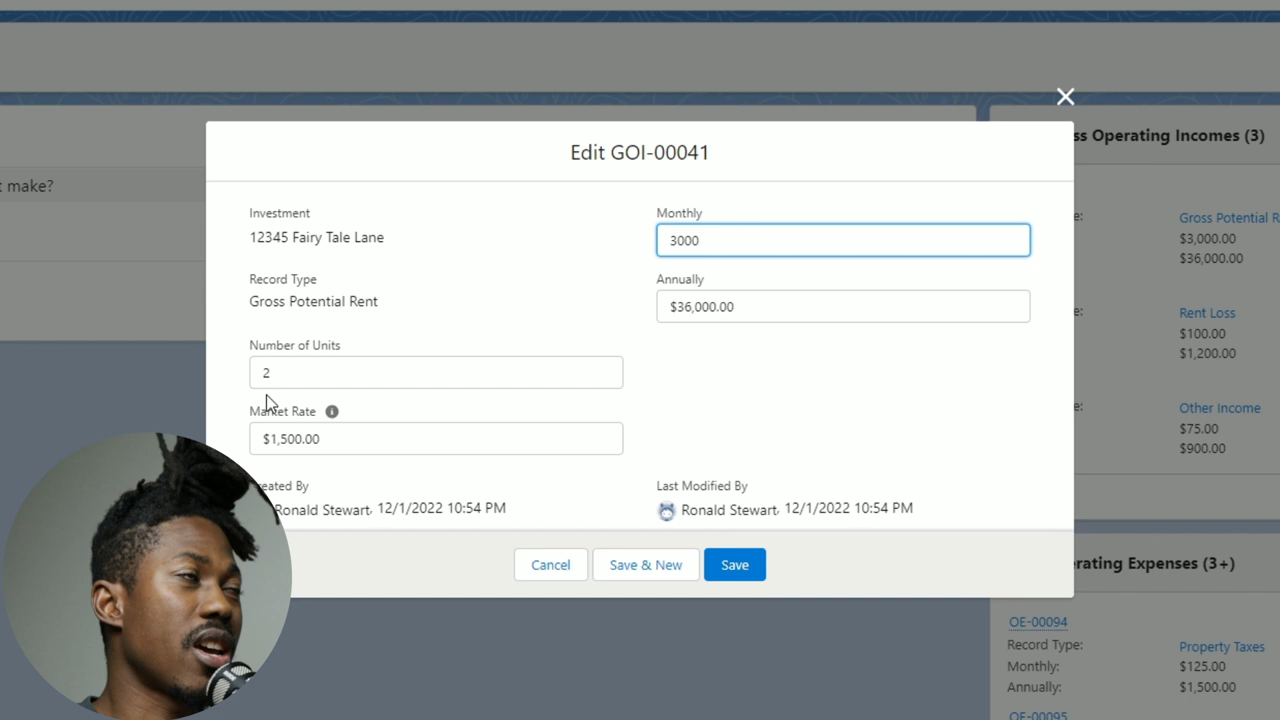 ss Operating Incomes (3)
Edit GOI-00041
t make?
Investment
12345 Fairy Tale Lane
Monthly
3000
e:
Gross Potential R
$3,000.00
$36,000.00
Record Type
Gross Potential Rent
Annually
$36,000.00
e:
Rent Loss
$100.00
$1,200.00
Number of Units
2
Market Rate
$1,500.00
e:
Other Income
$75.00
$900.00
eated By
Ronald Stewart, 12/1/2022 10:54 PM
Last Modified By
Ronald Stewart, 12/1/2022 10:54 PM
Cancel
Save & New
Save
rating Expenses (3+)
OE-00094
Record Type:
Property Taxes
Monthly:
$125.00
Annually:
$1,500.00
OE-00095